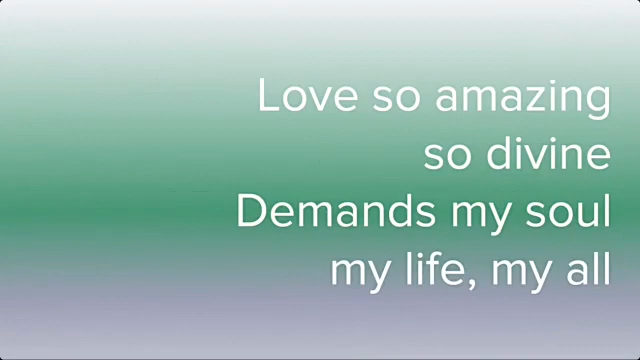 Love so amazing
so divine
Demands my soul
my life, my all